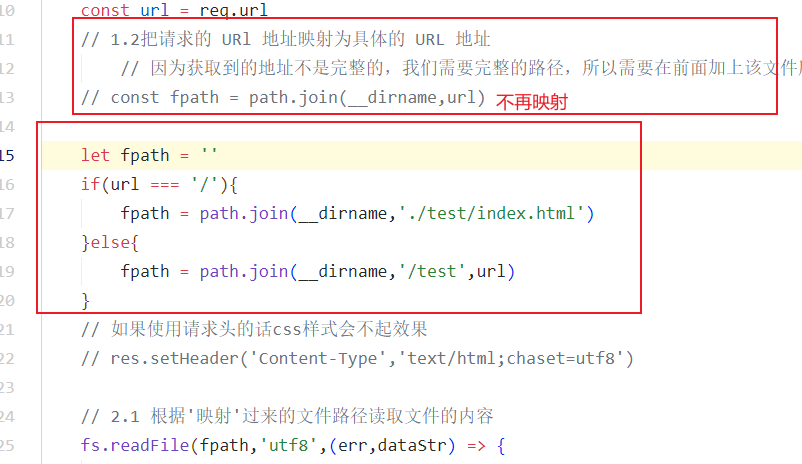 10 const url = req.url
11 // 1.2把请求的 URl 地址映射为具体的 URL 地址
12 // 因为获取到的地址不是完整的，我们需要完整的路径，所以需要在前面加上该文件
13 // const fpath = path.join(__dirname,url) 不再映射
14
15 let fpath = ''
16 if(url === '/'){
17 fpath = path.join(__dirname,'./test/index.html')
18 }else{
19 fpath = path.join(__dirname,'/test',url)
20 }
21 // 如果使用请求头的话css样式会不起效果
22 // res.setHeader('Content-Type','text/html;chaset=utf8')
23
24 // 2.1 根据'映射'过来的文件路径读取文件的内容
25 fs.readFile(fpath,'utf8',(err,dataStr) => {